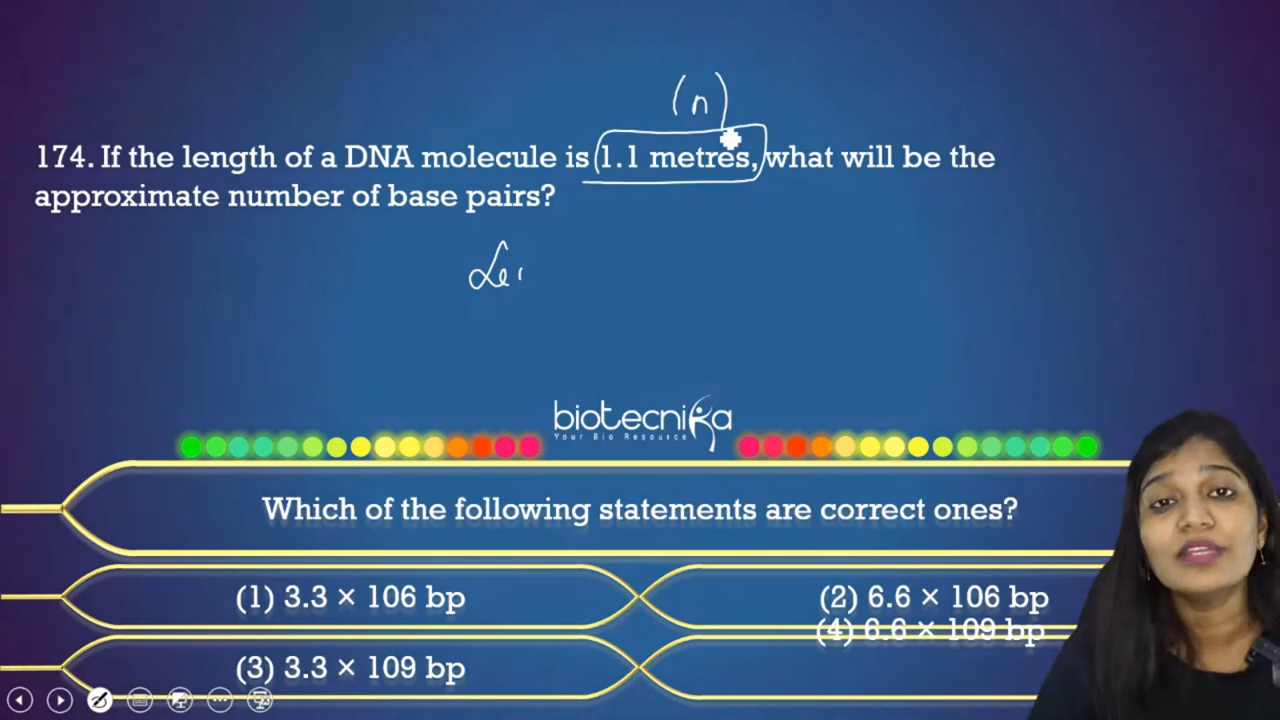 (n)
174. If the length of a DNA molecule is 1.1 metres, what will be the
approximate number of base pairs?
biotecnika
Your Bio Resource
Which of the following statements are correct ones?
(1) 3.3 × 106 bp
(2) 6.6 × 106 bp
(4) 6.6 × 109 bp
(3) 3.3 × 109 bp